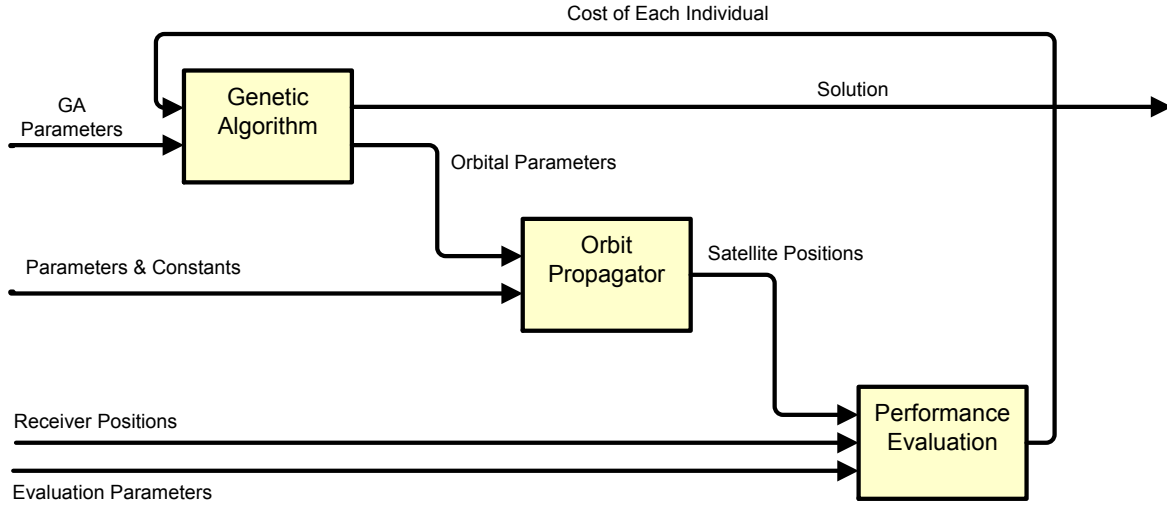 Cost of Each Individual
Genetic
Algorithm
GA
Parameters
Solution
Orbital Parameters
Orbit
Propagator
Parameters & Constants
Satellite Positions
Performance
Evaluation
Receiver Positions
Evaluation Parameters